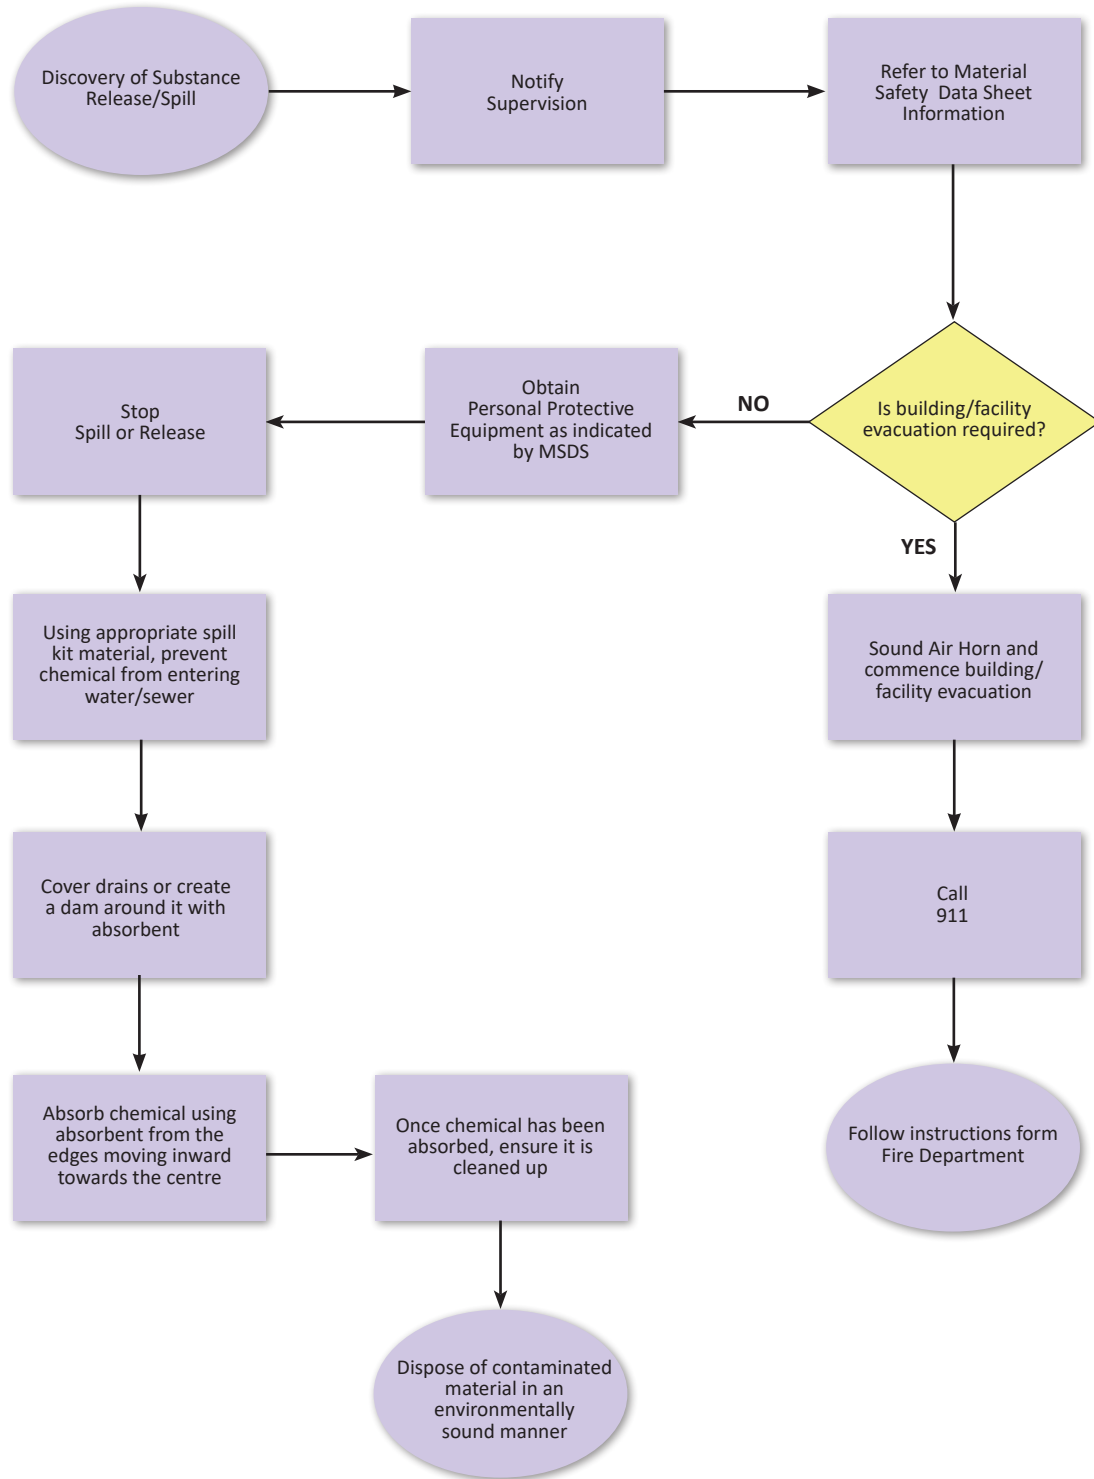 Discovery of Substance
Release/Spill
Notify
Supervision
Refer to Material
Safety Data Sheet
Information
Is building/facility
evacuation required?
NO
Obtain
Personal Protective
Equipment as indicated
by MSDS
Stop
Spill or Release
YES
Using appropriate spill
kit material, prevent
chemical from entering
water/sewer
Sound Air Horn and
commence building/
facility evacuation
Cover drains or create
a dam around it with
absorbent
Call
911
Absorb chemical using
absorbent from the
edges moving inward
towards the centre
Once chemical has been
absorbed, ensure it is
cleaned up
Follow instructions form
Fire Department
Dispose of contaminated
material in an
environmentally
sound manner